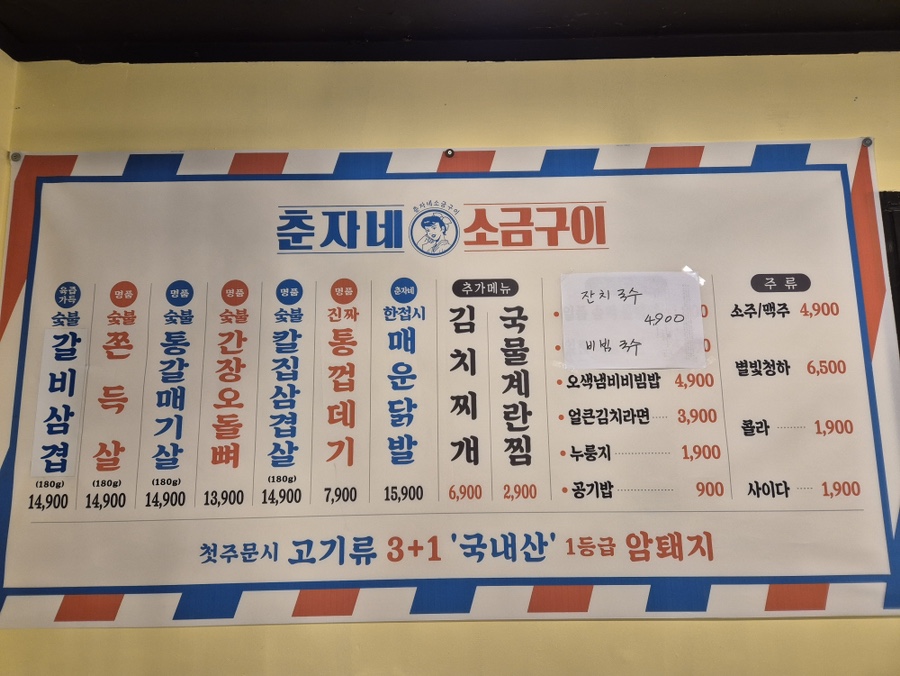 춘자네 춘자네소금구이 소금구이
육즙가득 숯불 갈비삼겹 (180g) 14,900
명품 숯불 쫀득살 (180g) 14,900
명품 숯불 통갈매기살 (180g) 14,900
명품 숯불 간장오돌뼈 13,900
명품 숯불 칼집삼겹살 (180g) 14,900
명품 진짜 통껍데기 7,900
춘자네 한접시 매운닭발 15,900
추가메뉴
김치찌개 6,900
국물계란찜 2,900
잔치국수
4900
비빔국수
오색냄비비빔밥 4,900
얼큰김치라면 3,900
누룽지 1,900
공기밥 900
주류
소주/맥주 4,900
별빛청하 6,500
콜라 1,900
사이다 1,900
첫주문시 고기류 3+1 '국내산' 1등급 암퇘지